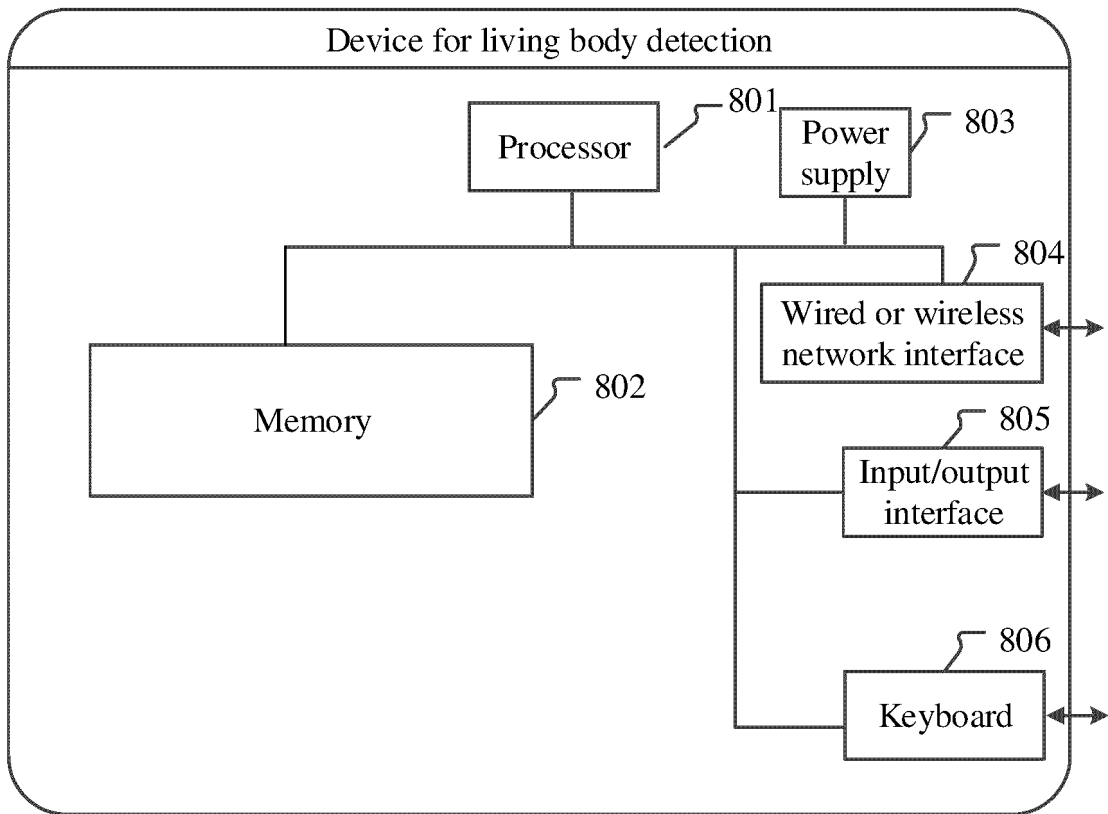 Device for living body detection
801
Processor
803
Power
supply
804
Wired or wireless
network interface
802
Memory
805
Input/output
interface
806
Keyboard